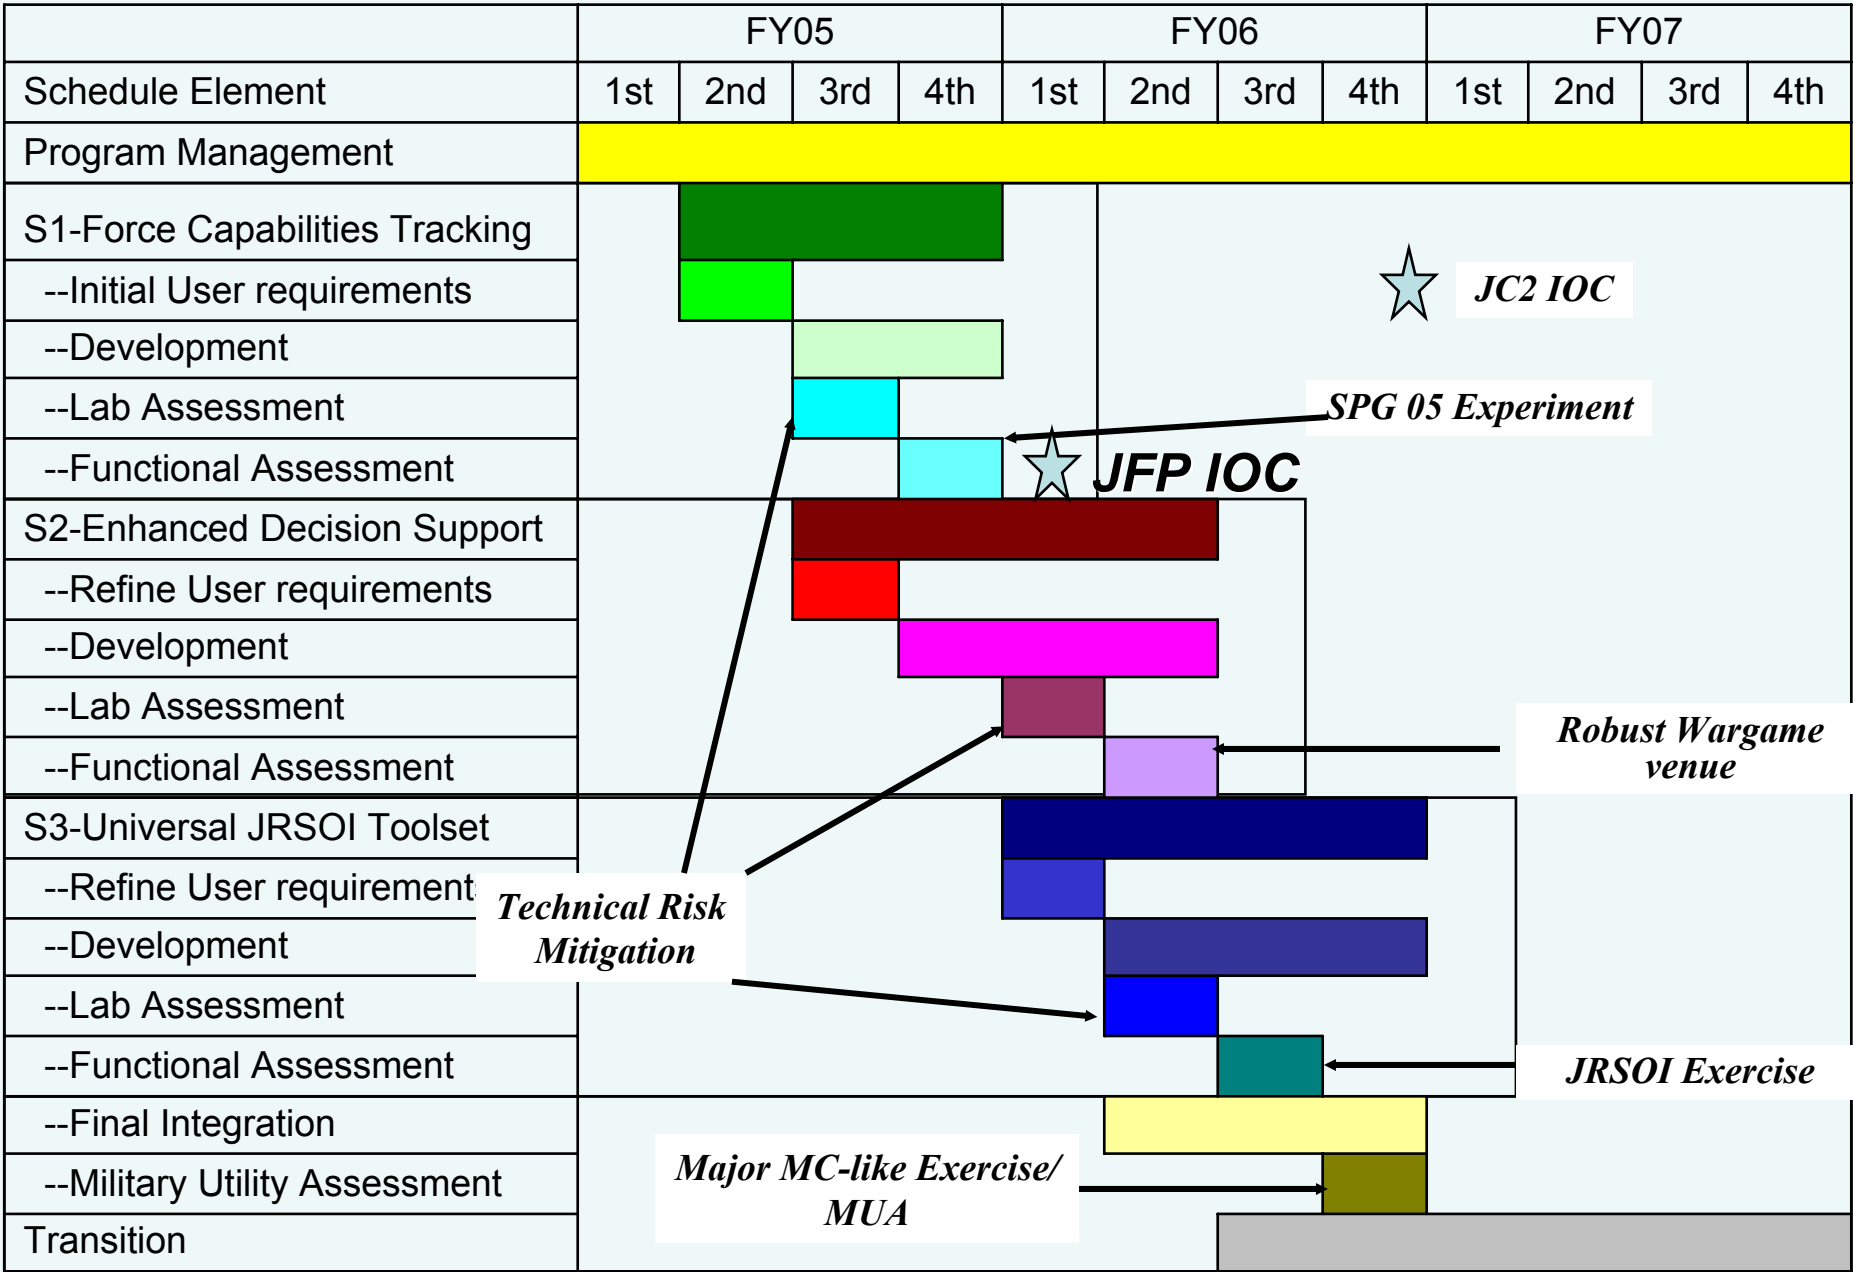 FY05 FY06 FY07
Schedule Element 1st 2nd 3rd 4th 1st 2nd 3rd 4th 1st 2nd 3rd 4th
Program Management
S1-Force Capabilities Tracking
--Initial User requirements
JC2 IOC
--Development
--Lab Assessment
SPG 05 Experiment
--Functional Assessment
JFP IOC
S2-Enhanced Decision Support
--Refine User requirements
--Development
--Lab Assessment
--Functional Assessment
Robust Wargame
venue
S3-Universal JRSOI Toolset
--Refine User requirements
Technical Risk
Mitigation
--Development
--Lab Assessment
--Functional Assessment
JRSOI Exercise
--Final Integration
--Military Utility Assessment
Major MC-like Exercise/
MUA
Transition